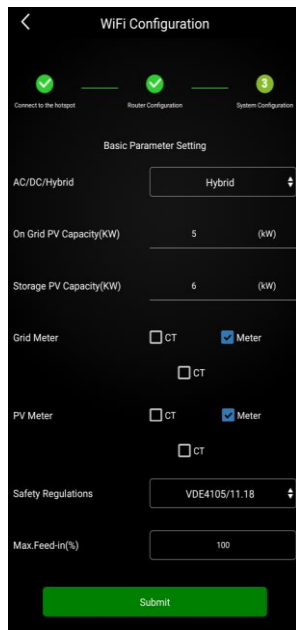 WiFi Configuration
3
Connect to the hotspot Router Configuration System Configuration
Basic Parameter Setting
AC/DC/Hybrid Hybrid
On Grid PV Capacity(KW) 5 (kW)
Storage PV Capacity(KW) 6 (kW)
Grid Meter CT Meter
CT
PV Meter CT Meter
CT
Safety Regulations VDE4105/11.18
Max.Feed-in(%) 100
Submit